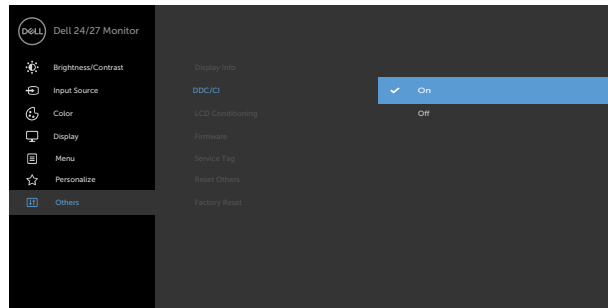 DELL Dell 24/27 Monitor
Brightness/Contrast
Display Info
Input Source
DDC/CI
On
Color
LCD Conditioning
Off
Display
Firmware
Menu
Service Tag
Personalize
Reset Others
Others
Factory Reset